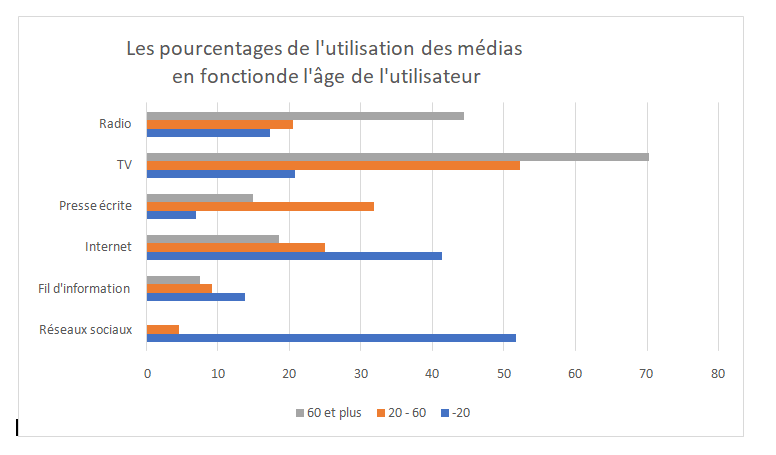 Les pourcentages de l'utilisation des médias
en fonctionde l'âge de l'utilisateur
Radio
TV
Presse écrite
Internet
Fil d'information
Réseaux sociaux
0 10 20 30 40 50 60 70 80
60 et plus 20 - 60 -20